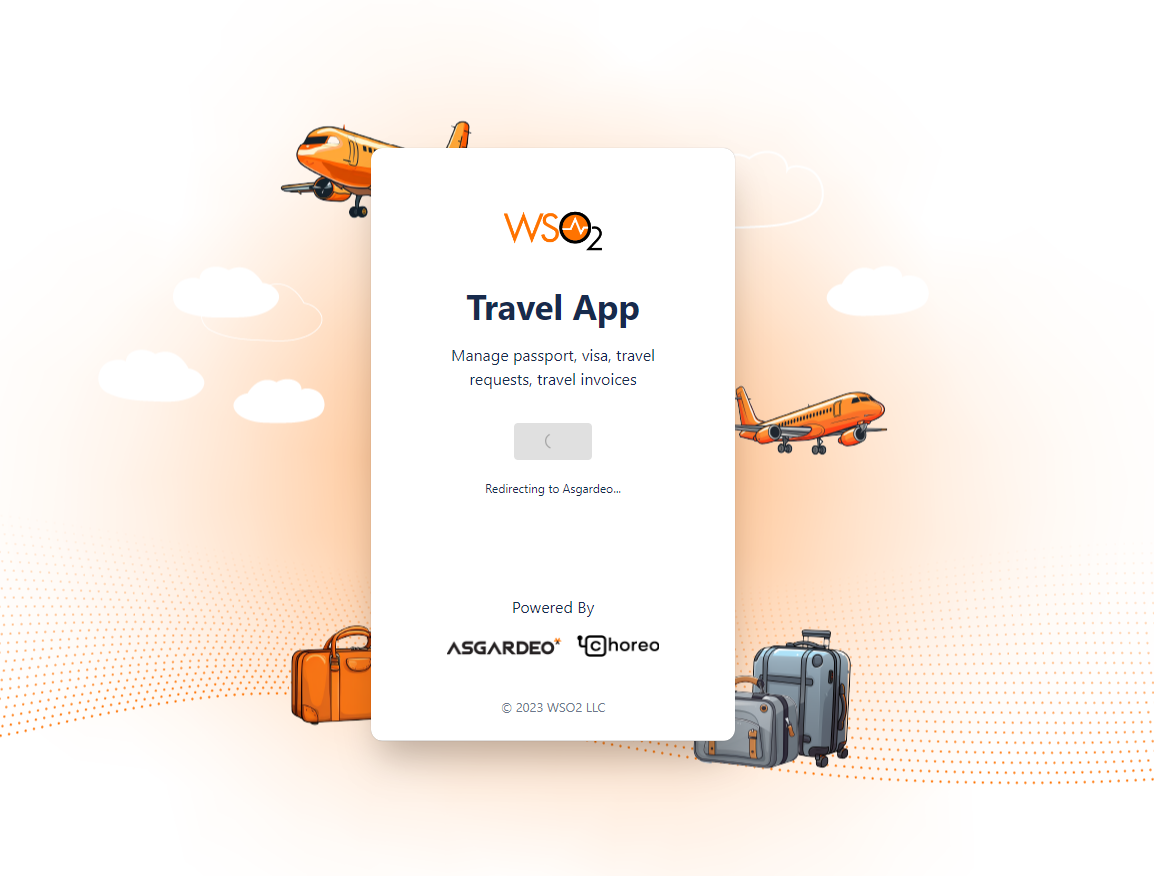 WSO2
Travel App
Manage passport, visa, travel
requests, travel invoices
Redirecting to Asgardeo...
Powered By
ASGARDEO choreo
© 2023 WSO2 LLC